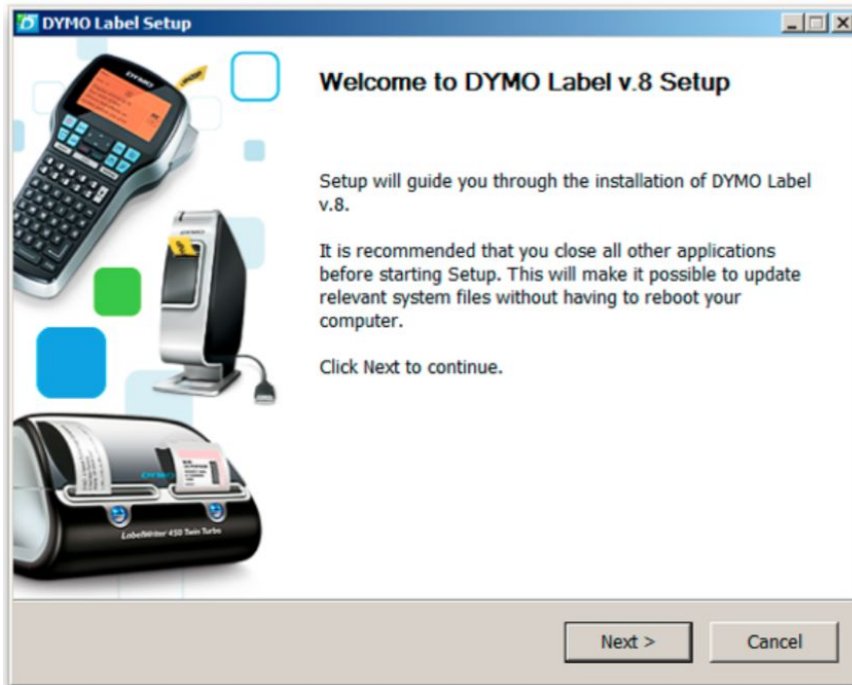 DYMO Label Setup
Welcome to DYMO Label v.8 Setup
Setup will guide you through the installation of DYMO Label
v.8.
It is recommended that you close all other applications
before starting Setup. This will make it possible to update
relevant system files without having to reboot your
computer.
Click Next to continue.
DYMO
DYMO
DYMO
LabelWriter 450 Twin Turbo
Next >
Cancel